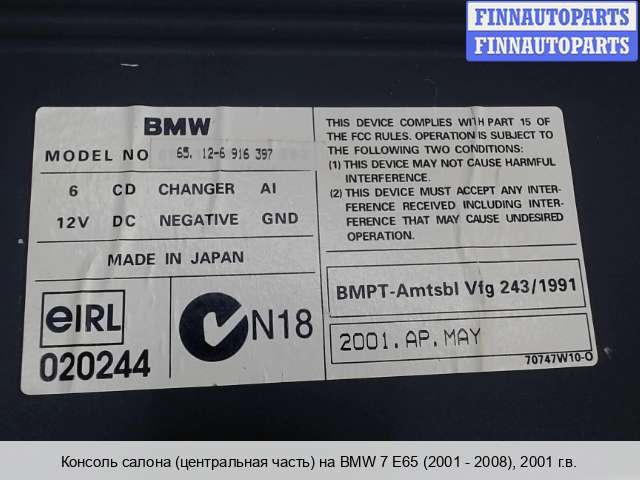 FINNAUTOPARTS
FINNAUTOPARTS
BMW
MODEL NO 65. 12-6 916 397
6 CD CHANGER AI
12V DC NEGATIVE GND
MADE IN JAPAN
eIRL
020244
N18
THIS DEVICE COMPLIES WITH PART 15 OF
THE FCC RULES. OPERATION IS SUBJECT TO
THE FOLLOWING TWO CONDITIONS:
(1) THIS DEVICE MAY NOT CAUSE HARMFUL
INTERFERENCE.
(2) THIS DEVICE MUST ACCEPT ANY INTER-
FERENCE RECEIVED INCLUDING INTER-
FERENCE THAT MAY CAUSE UNDESIRED
OPERATION.
BMPT-Amtsbl Vfg 243/1991
2001.AP.MAY
70747W10-O
Консоль салона (центральная часть) на BMW 7 E65 (2001 - 2008), 2001 г.в.